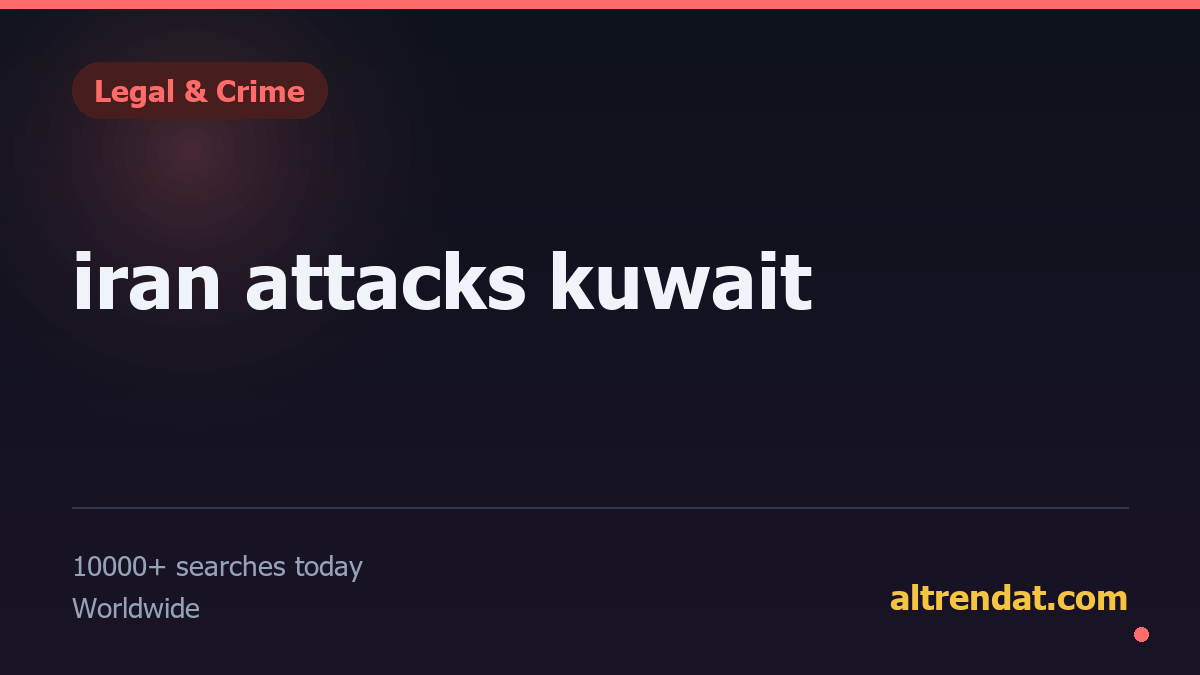 Legal & Crime
iran attacks kuwait
10000+ searches today
Worldwide
altrendat.com